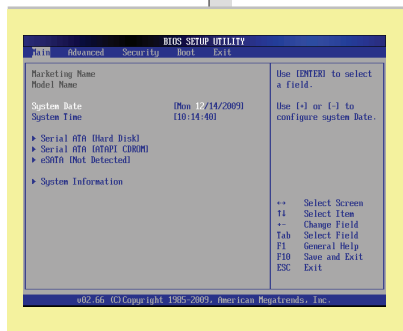 BIOS SETUP UTILITY
Main Advanced Security Boot Exit
Marketing Name
Model Name
System Date [Mon 12/14/2009]
System Time [10:14:40]
▶ Serial ATA [Hard Disk]
▶ Serial ATA [ATAPI CDROM]
▶ eSATA [Not Detected]
▶ System Information
Use [ENTER] to select
a field.
Use [+] or [-] to
configure system Date.
←→ Select Screen
↑↓ Select Item
+- Change Field
Tab Select Field
F1 General Help
F10 Save and Exit
ESC Exit
v02.66 (C)Copyright 1985-2009, American Megatrends, Inc.